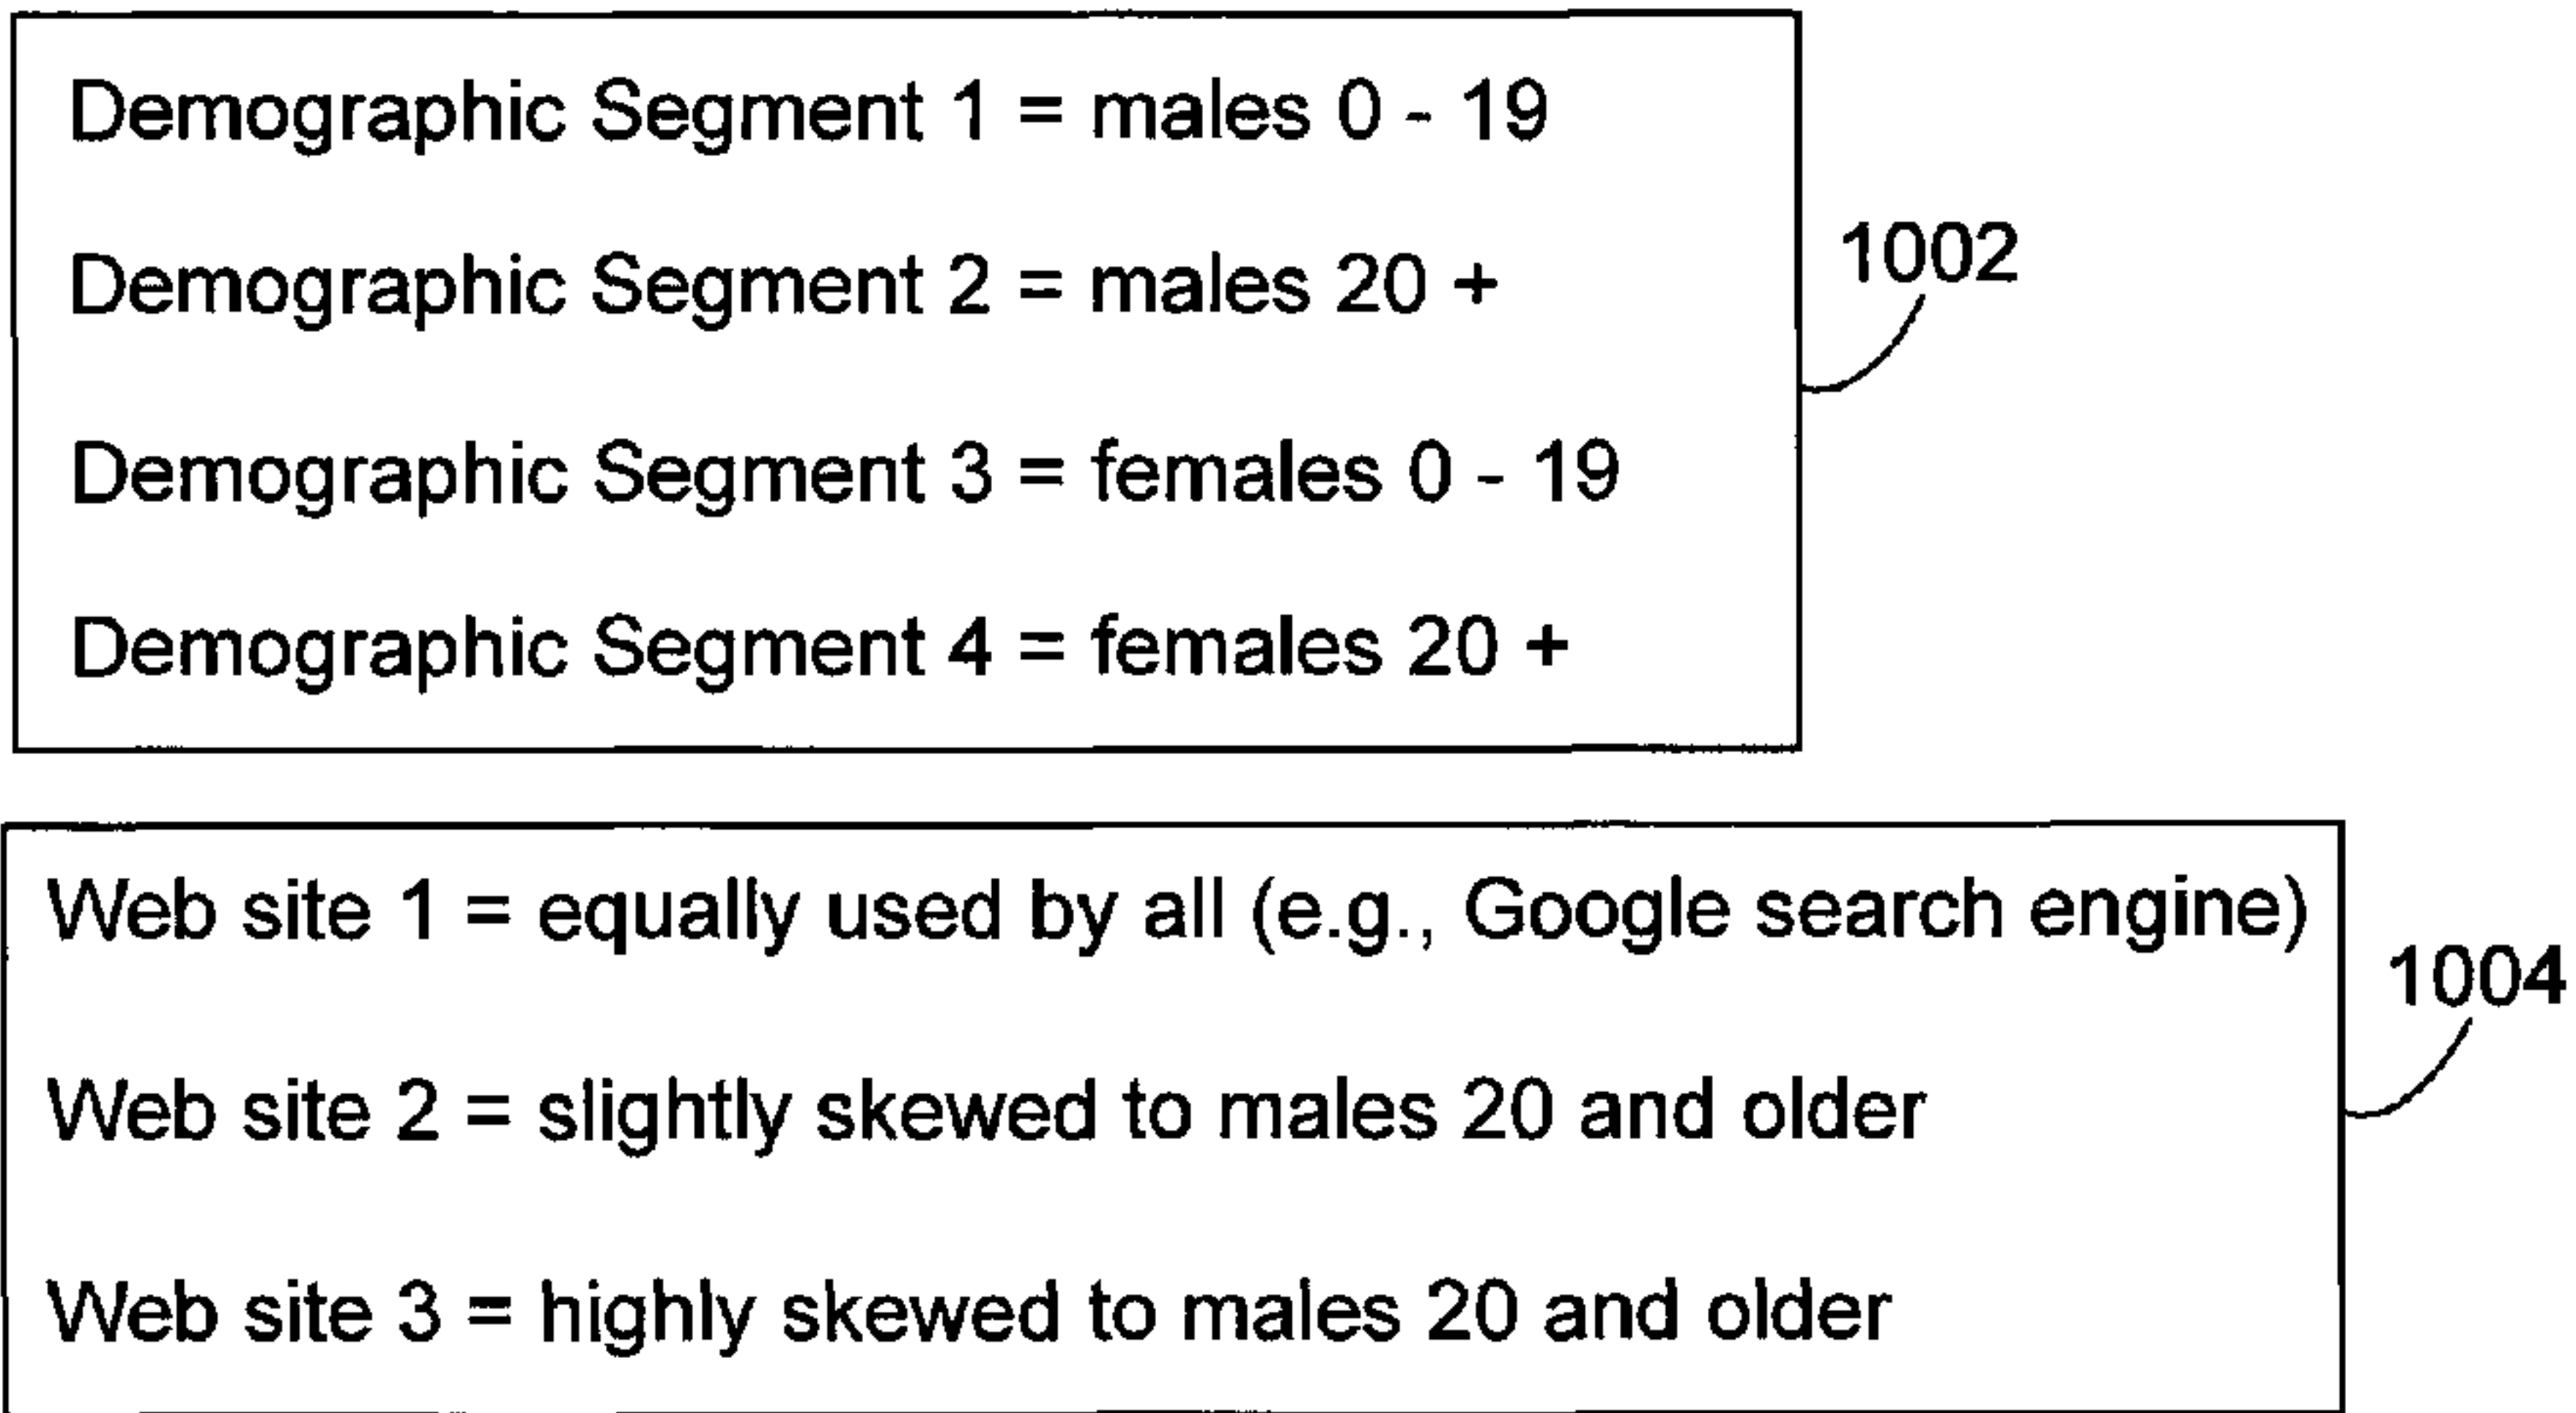 Demographic Segment 1 = males 0 - 19
Demographic Segment 2 = males 20 +
1002
Demographic Segment 3 = females 0 - 19
Demographic Segment 4 = females 20 +
Web site 1 = equally used by all (e.g., Google search engine)
1004
Web site 2 = slightly skewed to males 20 and older
Web site 3 = highly skewed to males 20 and older